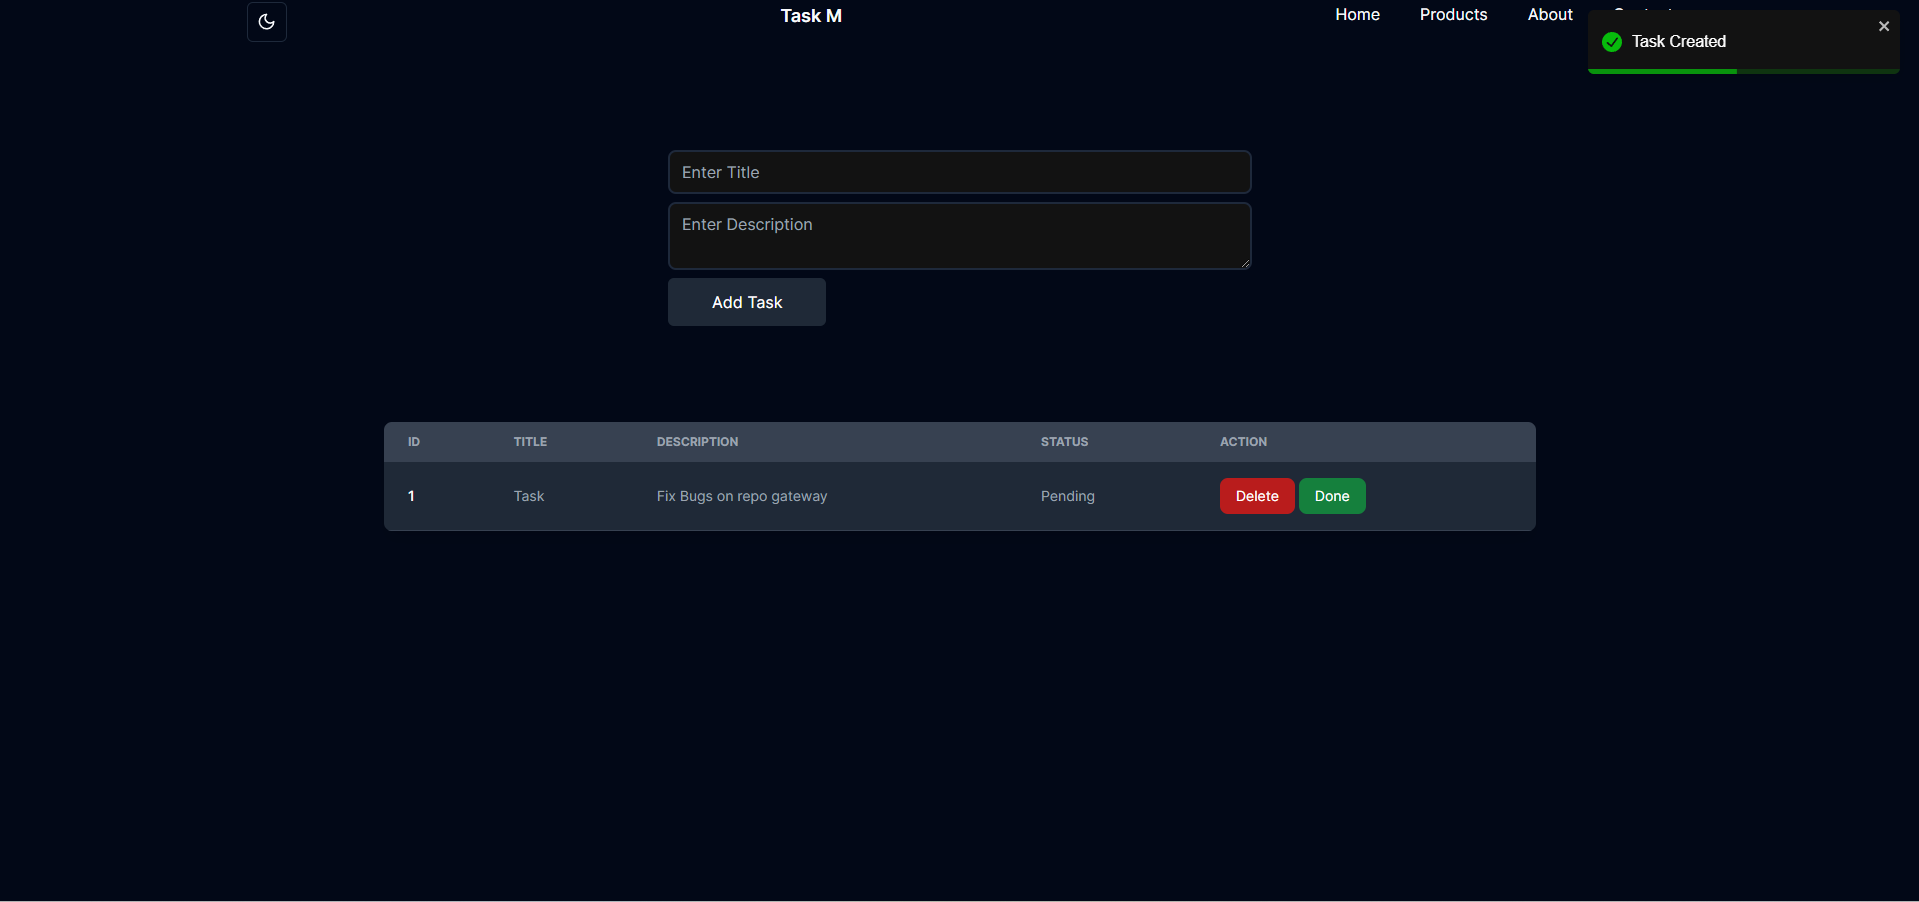 Task M
Home Products About
Task Created
Enter Title
Enter Description
Add Task
ID TITLE DESCRIPTION STATUS ACTION
1 Task Fix Bugs on repo gateway Pending Delete Done